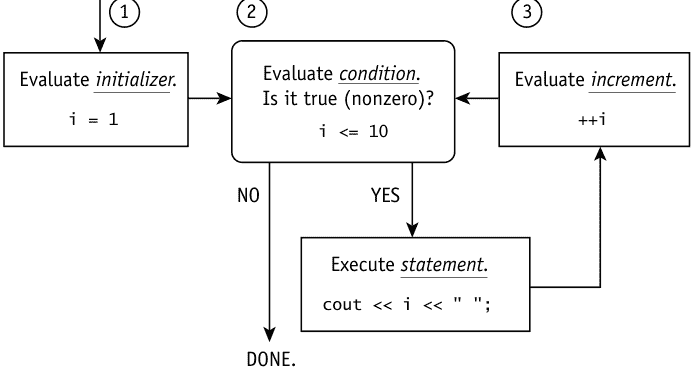 1
2
3
Evaluate initializer.
i = 1
Evaluate condition.
Is it true (nonzero)?
i <= 10
Evaluate increment.
++i
NO
YES
Execute statement.
cout << i << " ";
DONE.